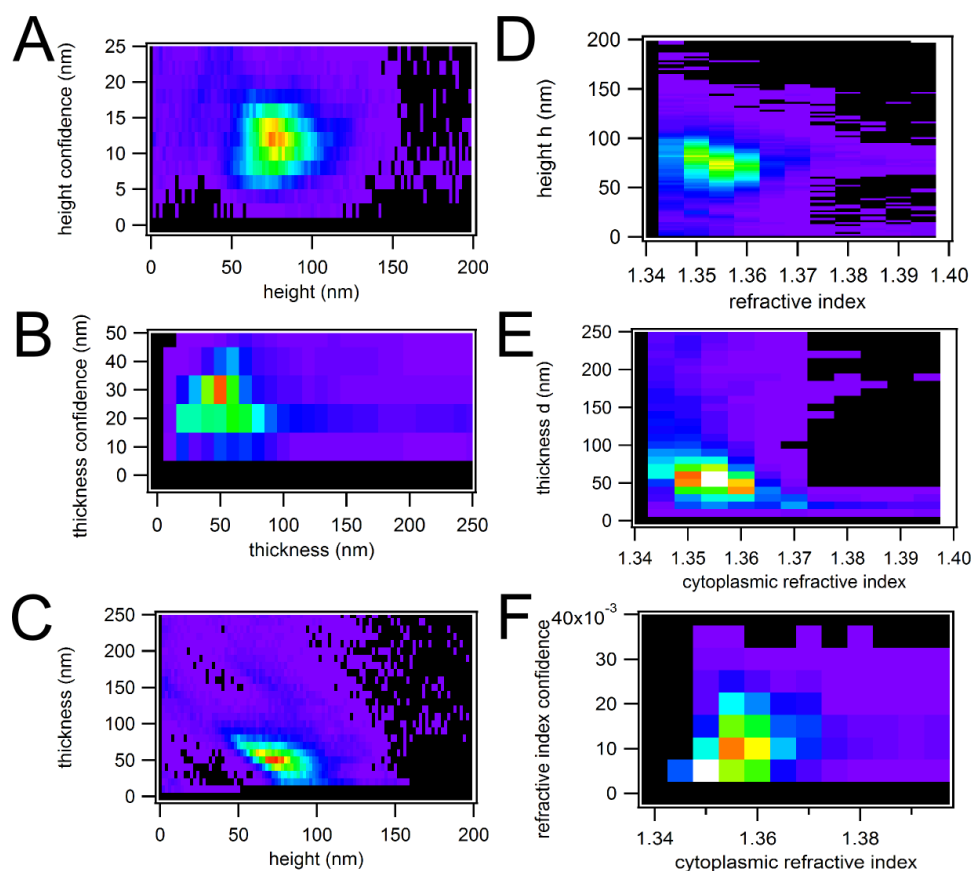 A
height confidence (nm)
25
20
15
10
5
0
0 50 100 150 200
height (nm)
B
thickness confidence (nm)
50
40
30
20
10
0
0 50 100 150 200 250
thickness (nm)
C
thickness (nm)
250
200
150
100
50
0
0 50 100 150 200
height (nm)
D
height h (nm)
200
150
100
50
0
1.34 1.35 1.36 1.37 1.38 1.39 1.40
refractive index
E
thickness d (nm)
250
200
150
100
50
0
1.34 1.35 1.36 1.37 1.38 1.39 1.40
cytoplasmic refractive index
F
refractive index confidence
40x10⁻³
30
20
10
0
1.34 1.36 1.38
cytoplasmic refractive index